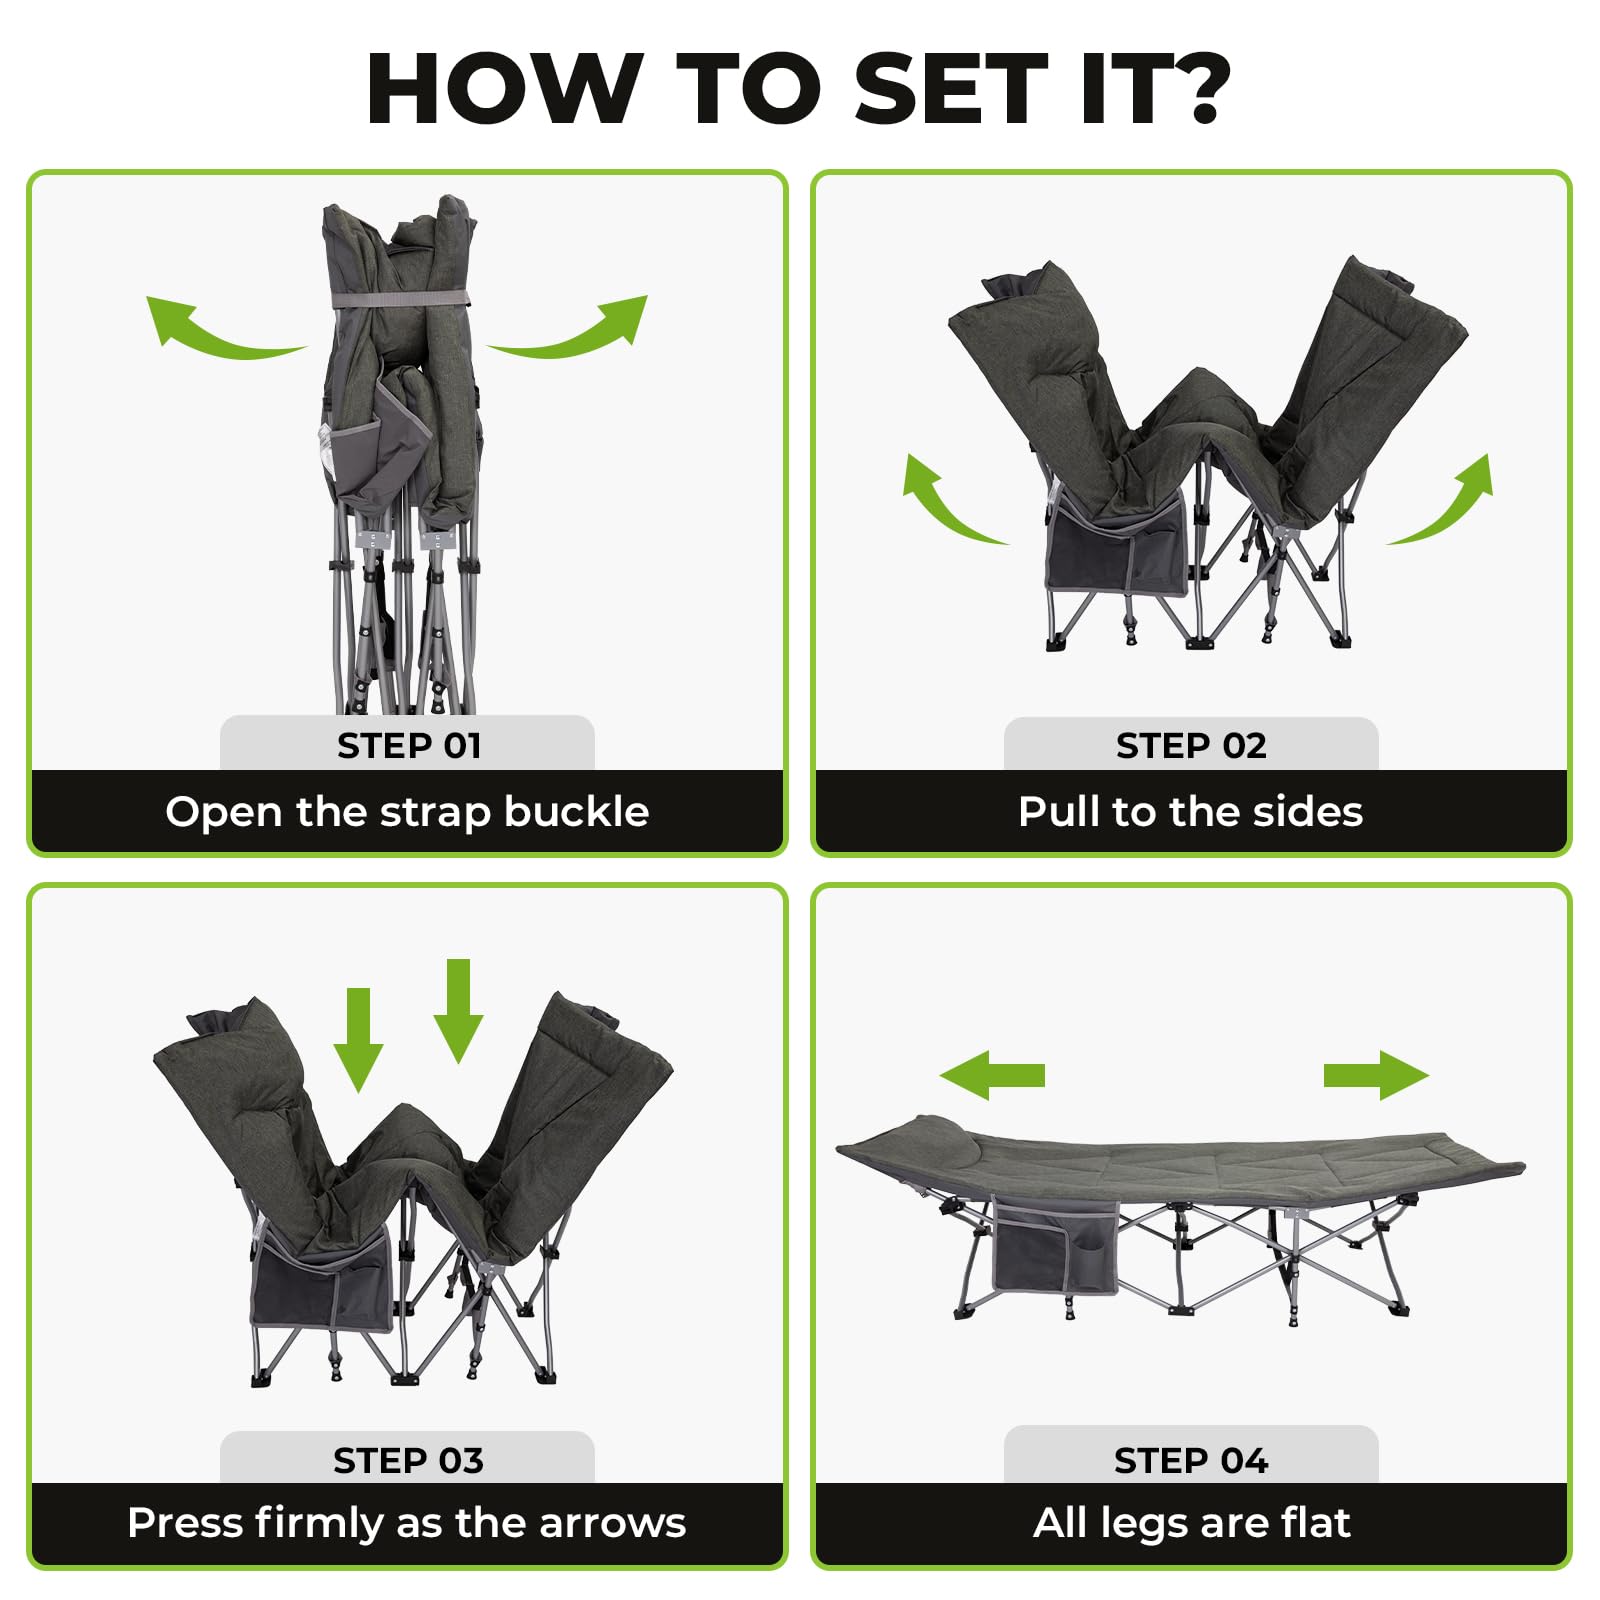 HOW TO SET IT?
STEP 01
Open the strap buckle
STEP 02
Pull to the sides
STEP 03
Press firmly as the arrows
STEP 04
All legs are flat